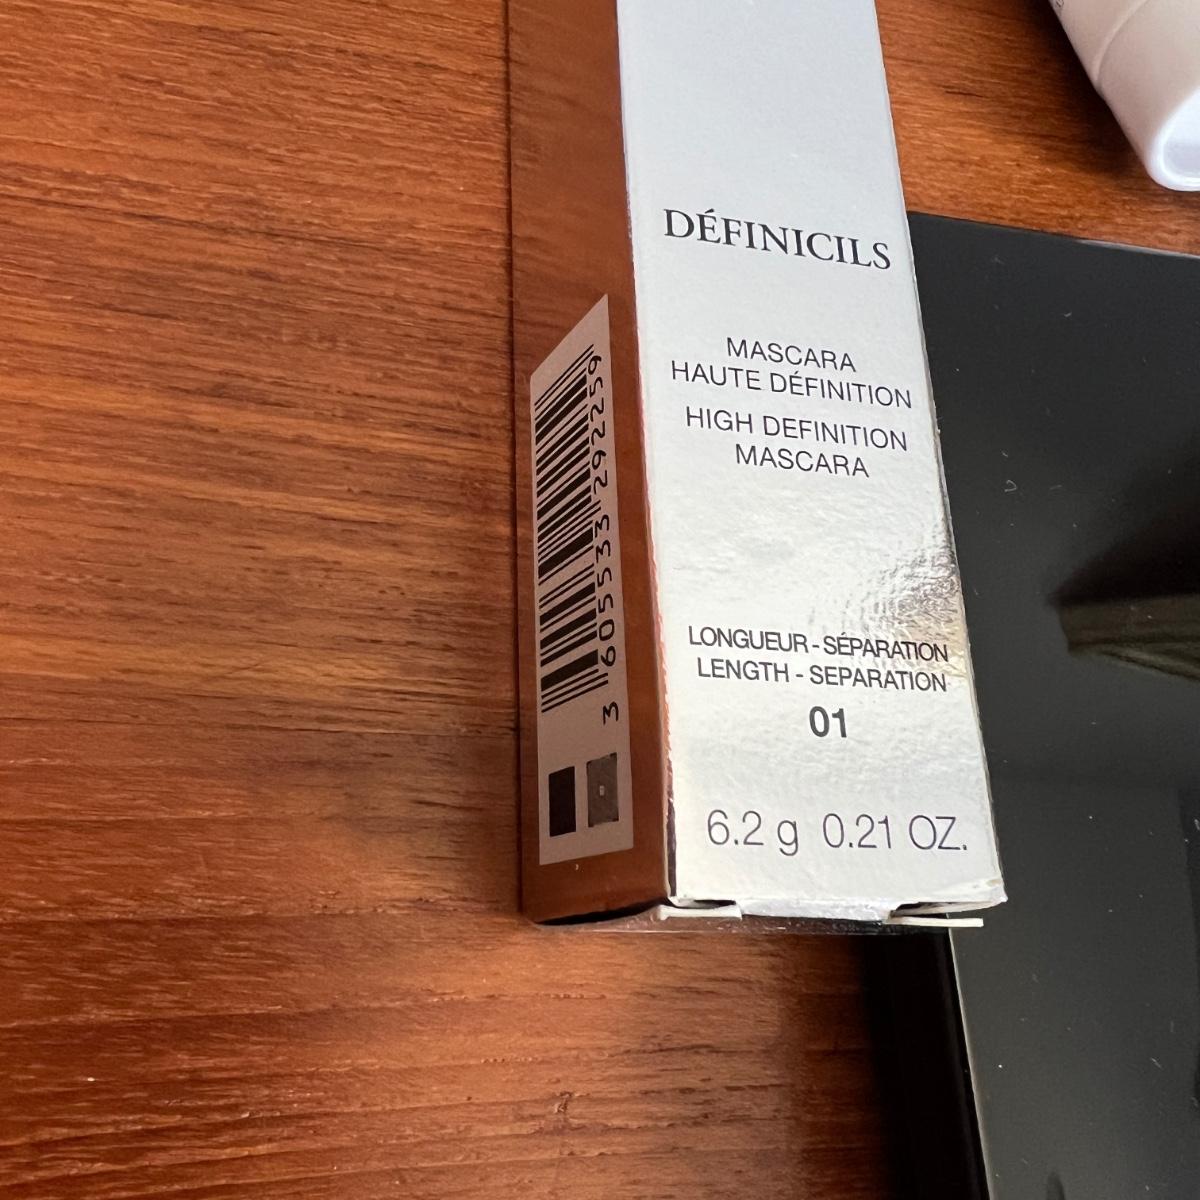 DÉFINICILS
MASCARA
HAUTE DÉFINITION
HIGH DEFINITION
MASCARA
LONGUEUR - SÉPARATION
LENGTH - SEPARATION
01
6.2 g 0.21 OZ.
3 605533 292259